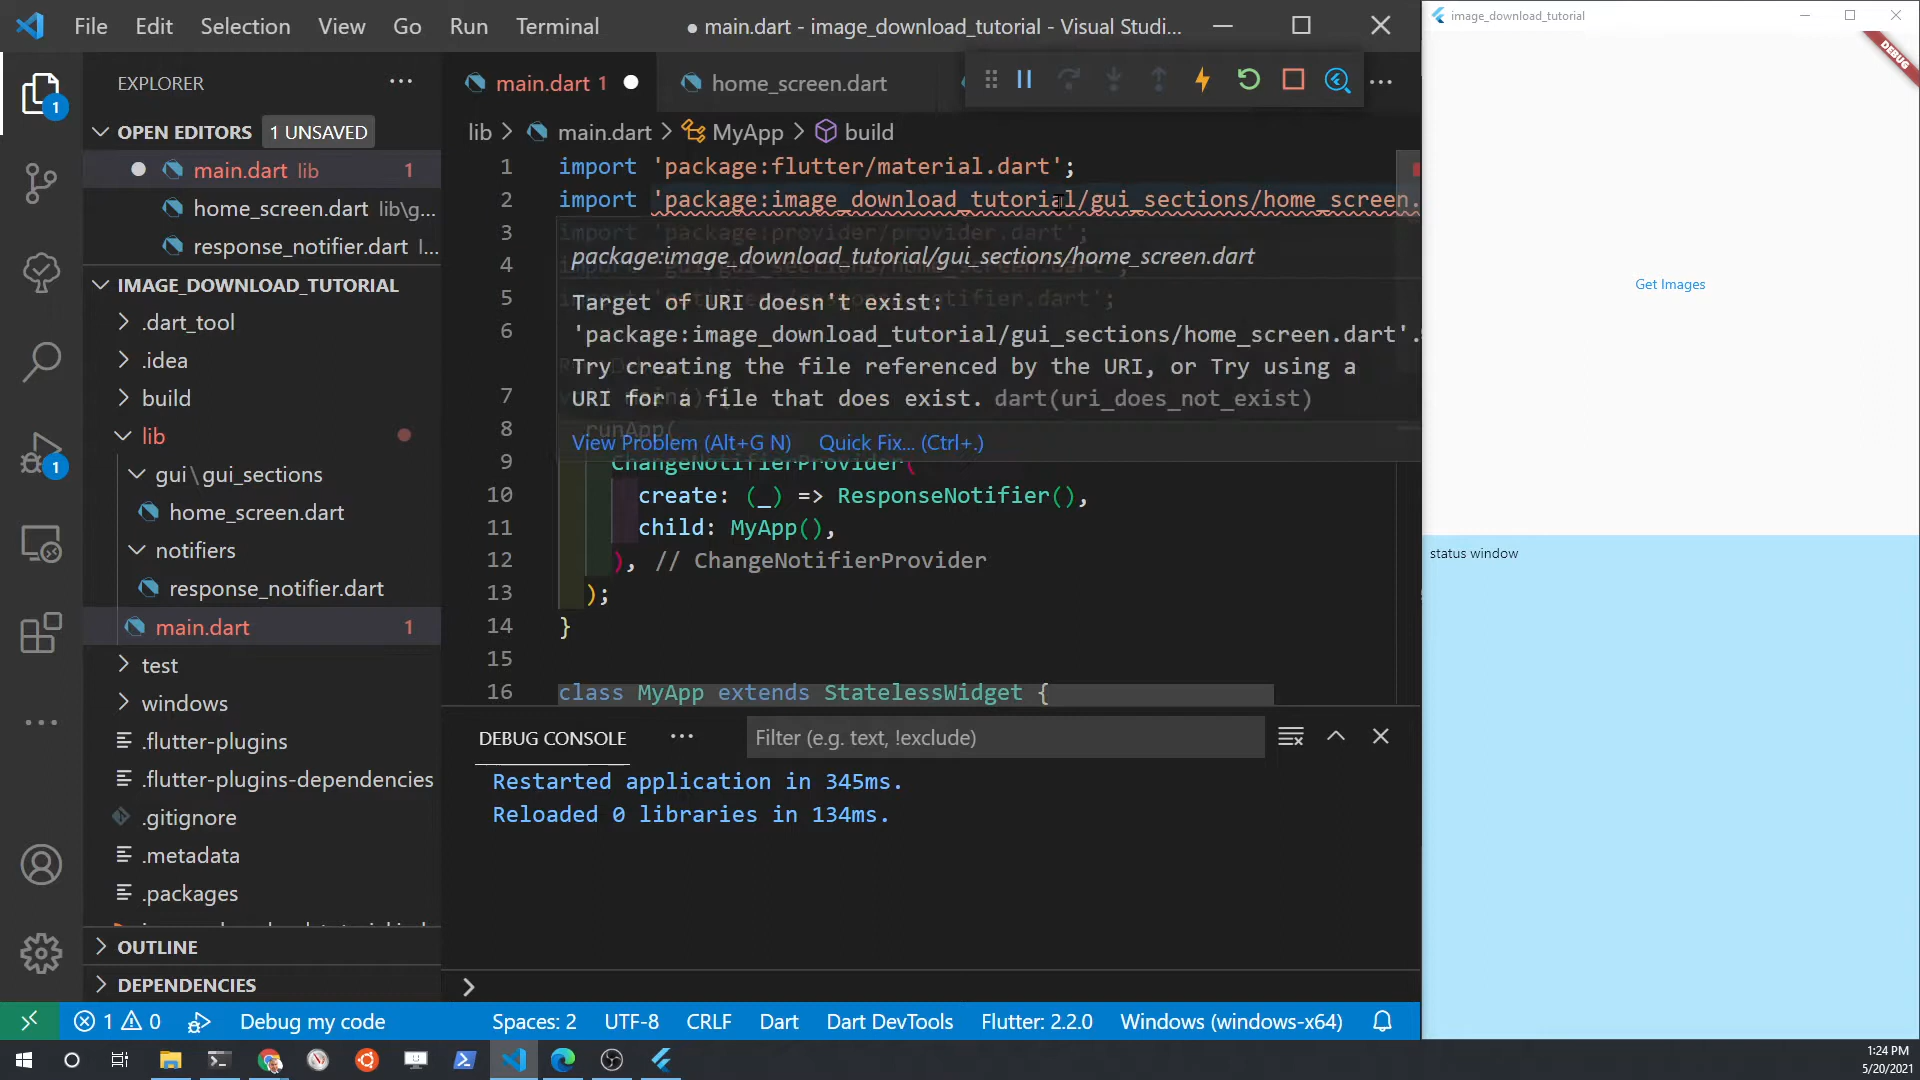 File Edit Selection View Go Run Terminal
● main.dart - image_download_tutorial - Visual Studi...
image_download_tutorial
DEBUG
EXPLORER
main.dart 1
home_screen.dart
OPEN EDITORS 1 UNSAVED
main.dart lib 1
home_screen.dart lib\g...
response_notifier.dart l...
IMAGE_DOWNLOAD_TUTORIAL
.dart_tool
.idea
build
lib
gui\gui_sections
home_screen.dart
notifiers
response_notifier.dart
main.dart 1
test
windows
.flutter-plugins
.flutter-plugins-dependencies
.gitignore
.metadata
.packages
OUTLINE
DEPENDENCIES
lib > main.dart > MyApp > build
1 import 'package:flutter/material.dart';
2 import 'package:image_download_tutorial/gui_sections/home_screen.
3 import 'package:provider/provider.dart';
4
5
6
package:image_download_tutorial/gui_sections/home_screen.dart
Target of URI doesn't exist:
'package:image_download_tutorial/gui_sections/home_screen.dart'.
Try creating the file referenced by the URI, or Try using a
URI for a file that does exist. dart(uri_does_not_exist)
View Problem (Alt+G N) Quick Fix... (Ctrl+.)
7
8 runApp(
9 ChangeNotifierProvider(
10 create: (_) => ResponseNotifier(),
11 child: MyApp(),
12 ), // ChangeNotifierProvider
13 );
14 }
15
16 class MyApp extends StatelessWidget {
DEBUG CONSOLE
Filter (e.g. text, !exclude)
Restarted application in 345ms.
Reloaded 0 libraries in 134ms.
Get Images
status window
1 0 Debug my code Spaces: 2 UTF-8 CRLF Dart Dart DevTools Flutter: 2.2.0 Windows (windows-x64)
1:24 PM
5/20/2021